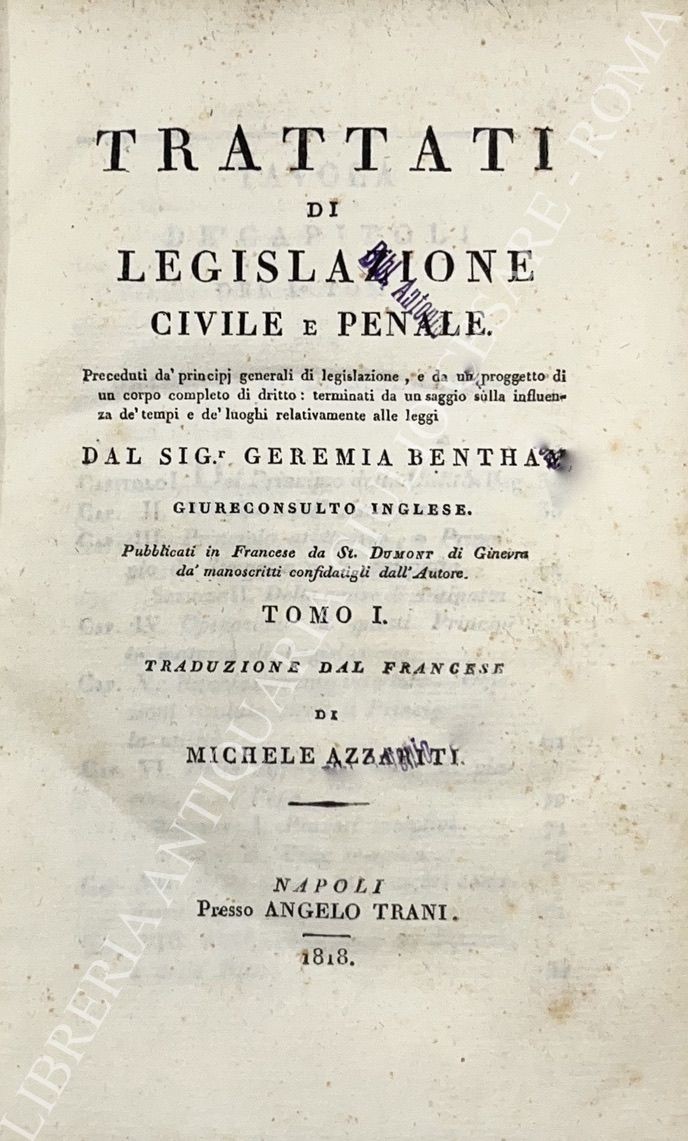 TRATTATI
DI
LEGISLAZIONE
CIVILE E PENALE.
Preceduti da' principj generali di legislazione, e da un proggetto di
un corpo completo di dritto: terminati da un saggio sulla influen-
za de' tempi e de' luoghi relativamente alle leggi
DAL SIG.r GEREMIA BENTHAM
GIURECONSULTO INGLESE.
Pubblicati in Francese da St. DUMONT di Ginevra
da' manoscritti confidatigli dall'Autore.
TOMO I.
TRADUZIONE DAL FRANCESE
DI
MICHELE AZZARITI.
NAPOLI
Presso ANGELO TRANI.
1818.
LIBRERIA ANTIQUARIA GIULIO CESARE - ROMA